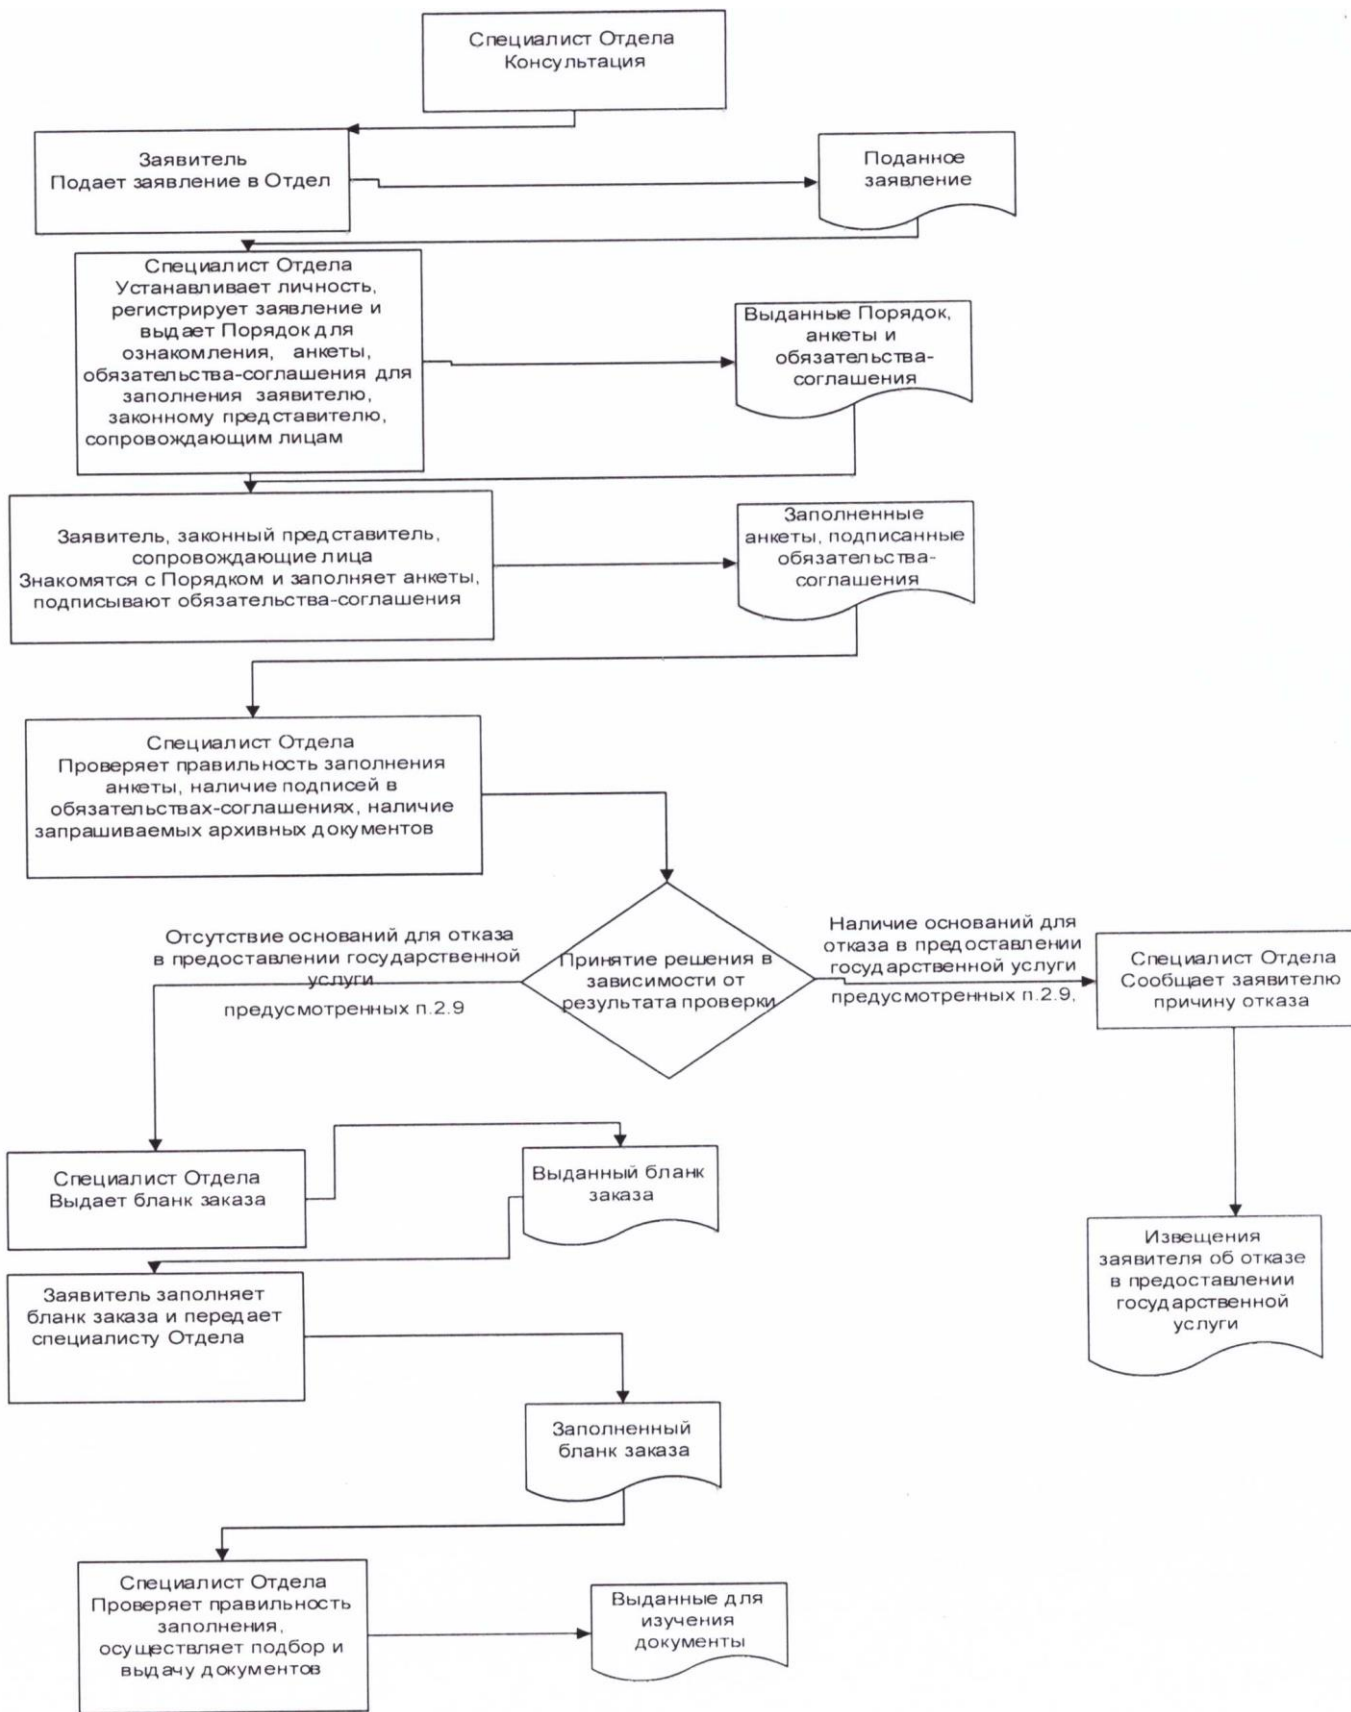 Специалист Отдела
Консультация
Заявитель
Подает заявление в Отдел
Поданное
заявление
Специалист Отдела
Устанавливает личность,
регистрирует заявление и
выдает Порядок для
ознакомления, анкеты,
обязательства-соглашения для
заполнения заявителю,
законному представителю,
сопровождающим лицам
Выданные Порядок,
анкеты и
обязательства-
соглашения
Заявитель, законный представитель,
сопровождающие лица
Знакомятся с Порядком и заполняет анкеты,
подписывают обязательства-соглашения
Заполненные
анкеты, подписанные
обязательства-
соглашения
Специалист Отдела
Проверяет правильность заполнения
анкеты, наличие подписей в
обязательствах-соглашениях, наличие
запрашиваемых архивных документов
Отсутствие оснований для отказа
в предоставлении государственной
услуги
предусмотренных п.2.9
Принятие решения в
зависимости от
результата проверки
Наличие оснований для
отказа в предоставлении
государственной услуги
предусмотренных п.2.9,
Специалист Отдела
Сообщает заявителю
причину отказа
Специалист Отдела
Выдает бланк заказа
Выданный бланк
заказа
Извещения
заявителя об отказе
в предоставлении
государственной
услуги
Заявитель заполняет
бланк заказа и передает
специалисту Отдела
Заполненный
бланк заказа
Специалист Отдела
Проверяет правильность
заполнения,
осуществляет подбор и
выдачу документов
Выданные для
изучения
документы